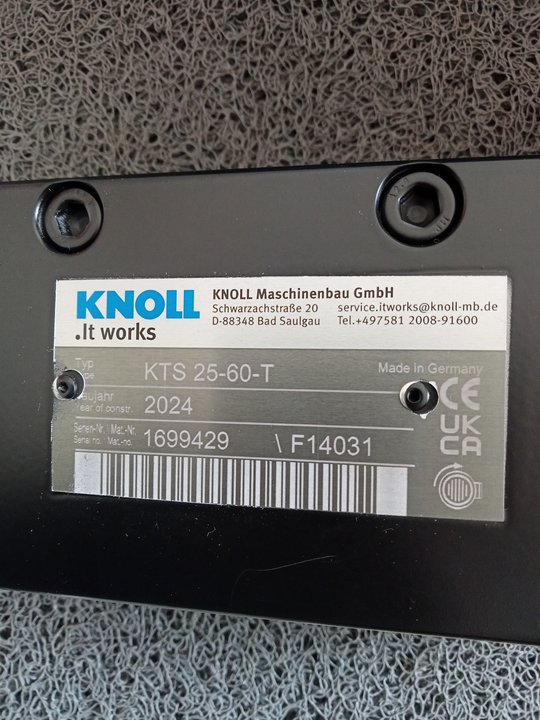 KNOLL
.It works
KNOLL Maschinenbau GmbH
Schwarzachstraße 20 service.itworks@knoll-mb.de
D-88348 Bad Saulgau Tel.+497581 2008-91600
Typ
KTS 25-60-T
Made in Germany
Year of constr.
2024
Serien-Nr. Mat.-Nr.
Serial no. Mat.-no.
1699429 \ F14031
CE
UK
CA